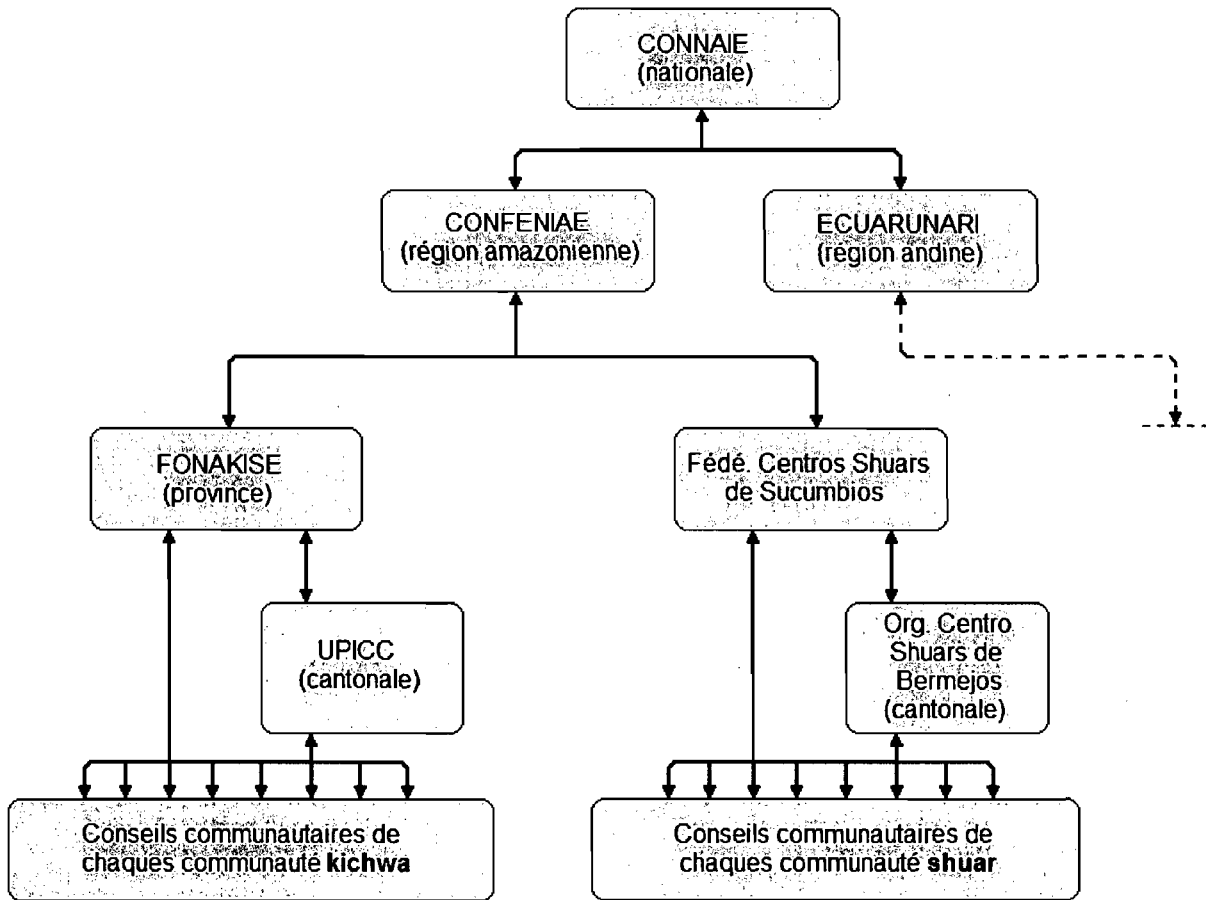 CONNAIE
(nationale)
CONFENIAE
(région amazonienne)
ECUARUNARI
(région andine)
FONAKISE
(province)
Fédé. Centros Shuars
de Sucumbios
UPICC
(cantonale)
Org. Centro
Shuars de
Bermejos
(cantonale)
Conseils communautaires de
chaques communauté kichwa
Conseils communautaires de
chaques communauté shuar